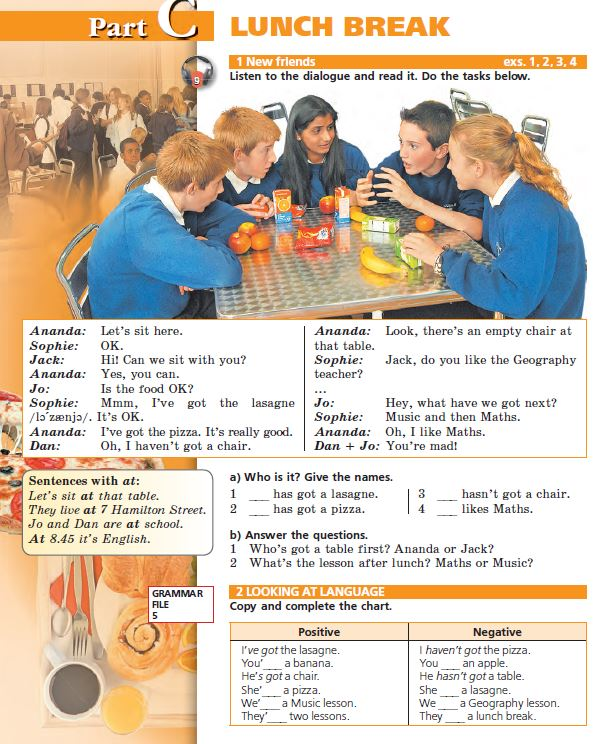 Part C LUNCH BREAK
1 New friends exs. 1, 2, 3, 4
9
Listen to the dialogue and read it. Do the tasks below.
Ananda: Let's sit here.
Sophie: OK.
Jack: Hi! Can we sit with you?
Ananda: Yes, you can.
Jo: Is the food OK?
Sophie: Mmm, I've got the lasagne
/lə'zænjə/. It's OK.
Ananda: I've got the pizza. It's really good.
Dan: Oh, I haven't got a chair.
Ananda: Look, there's an empty chair at
that table.
Sophie: Jack, do you like the Geography
teacher?
...
Jo: Hey, what have we got next?
Sophie: Music and then Maths.
Ananda: Oh, I like Maths.
Dan + Jo: You're mad!
Sentences with at:
Let's sit at that table.
They live at 7 Hamilton Street.
Jo and Dan are at school.
At 8.45 it's English.
a) Who is it? Give the names.
1 ___ has got a lasagne.
2 ___ has got a pizza.
3 ___ hasn't got a chair.
4 ___ likes Maths.
b) Answer the questions.
1 Who's got a table first? Ananda or Jack?
2 What's the lesson after lunch? Maths or Music?
GRAMMAR
FILE
5
2 LOOKING AT LANGUAGE
Copy and complete the chart.
Positive
I've got the lasagne.
You'___ a banana.
He's got a chair.
She'___ a pizza.
We'___ a Music lesson.
They'___ two lessons.
Negative
I haven't got the pizza.
You ___ an apple.
He hasn't got a table.
She ___ a lasagne.
We ___ a Geography lesson.
They ___ a lunch break.